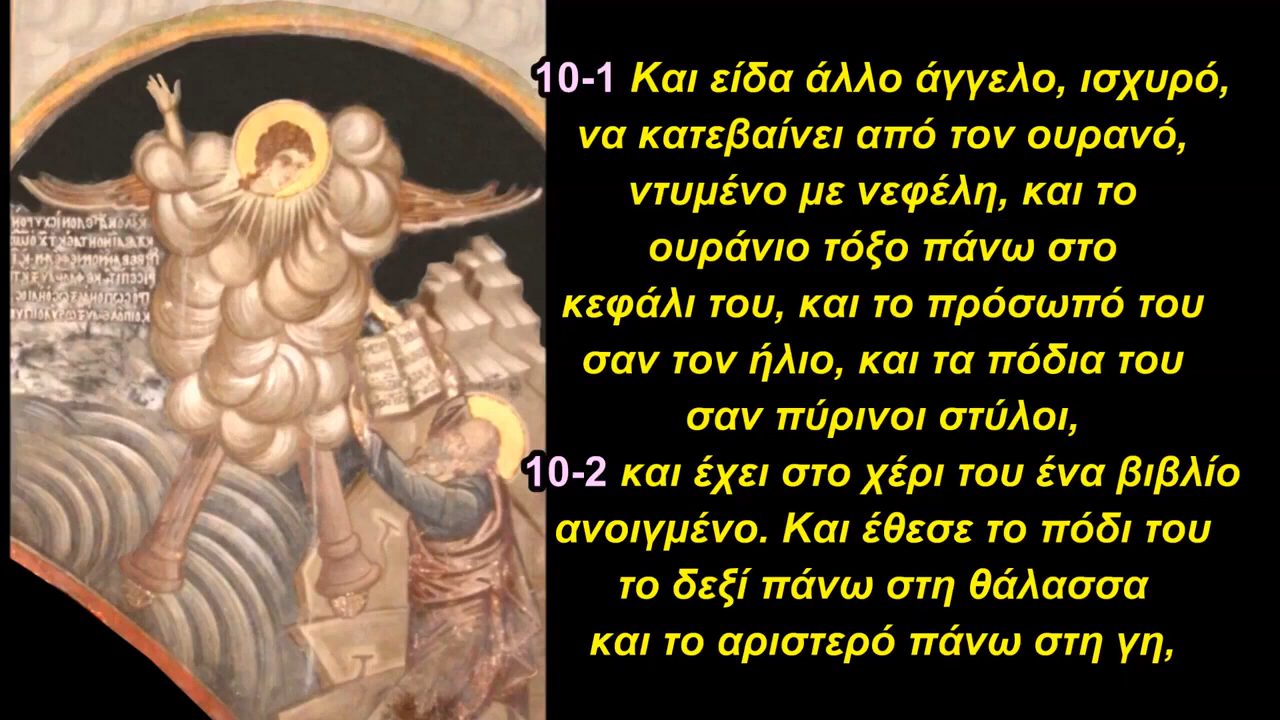 10-1 Και είδα άλλο άγγελο, ισχυρό,
να κατεβαίνει από τον ουρανό,
ντυμένο με νεφέλη, και το
ουράνιο τόξο πάνω στο
κεφάλι του, και το πρόσωπό του
σαν τον ήλιο, και τα πόδια του
σαν πύρινοι στύλοι,
10-2 και έχει στο χέρι του ένα βιβλίο
ανοιγμένο. Και έθεσε το πόδι του
το δεξί πάνω στη θάλασσα
και το αριστερό πάνω στη γη,